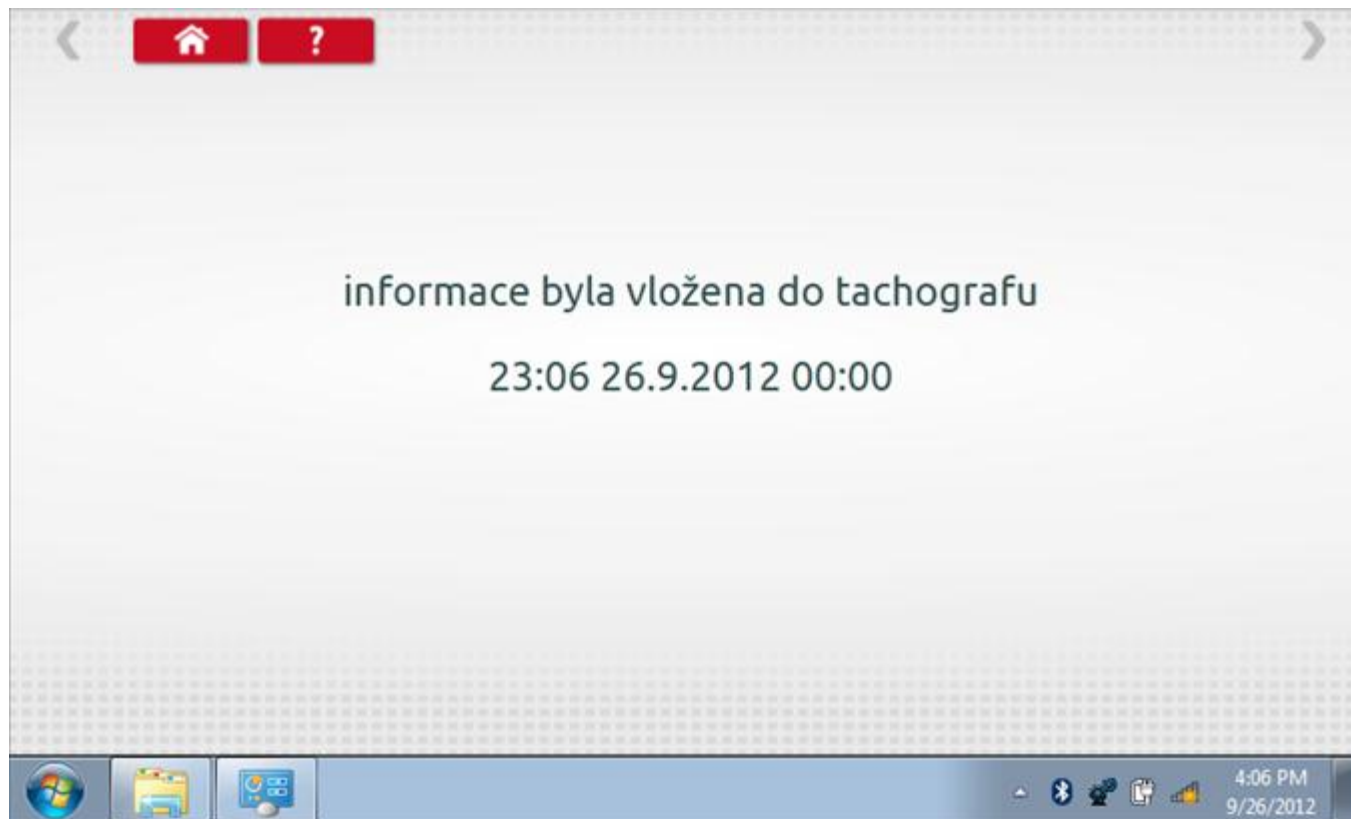 ?
informace byla vložena do tachografu
23:06 26.9.2012 00:00
4:06 PM
9/26/2012